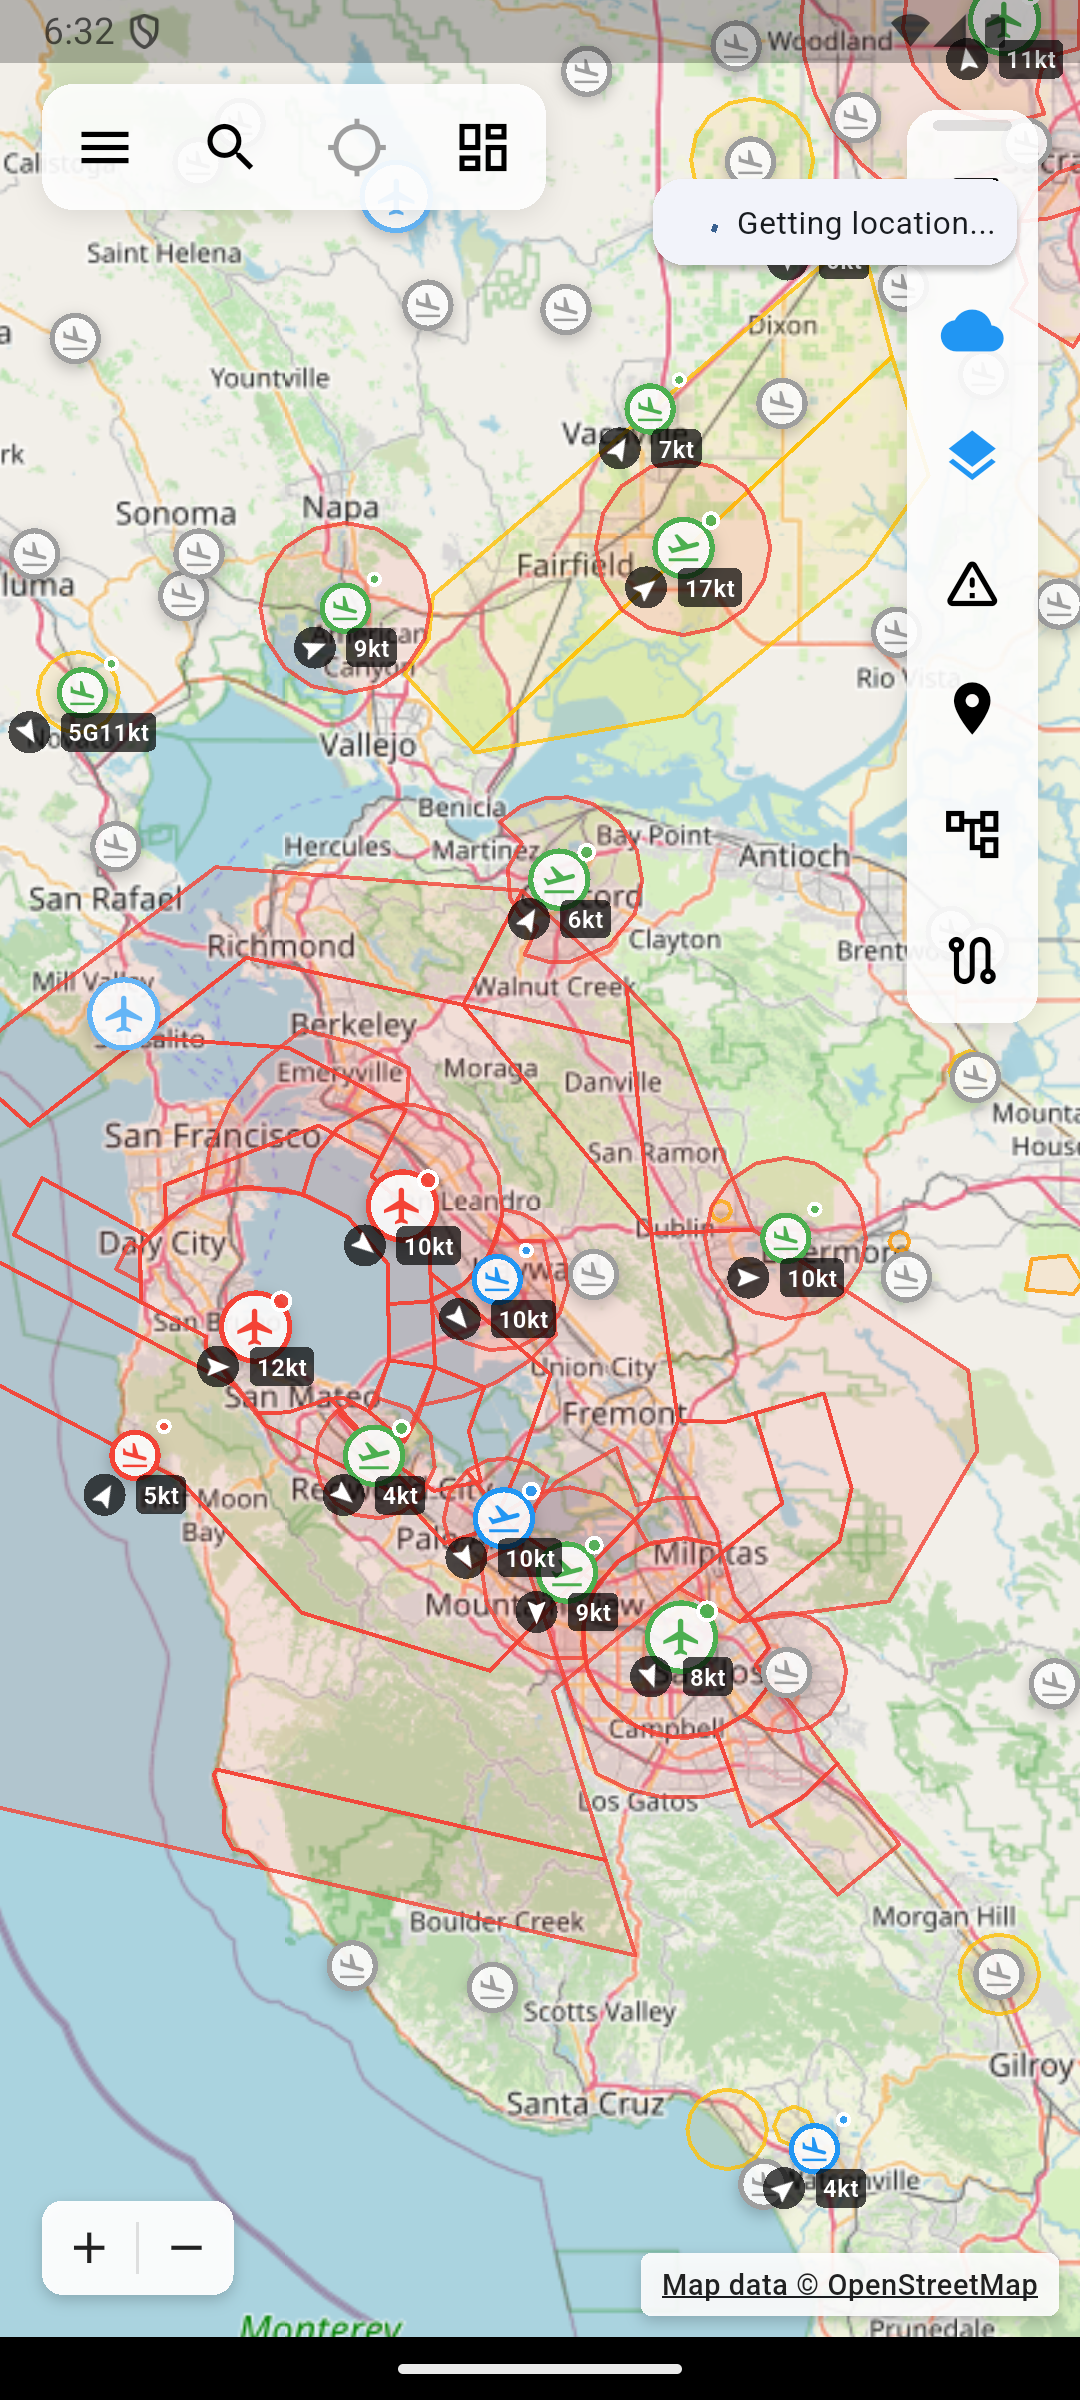 6:32
Woodland
11kt
Getting location...
Saint Helena
Dixon
Yountville
7kt
Napa
Sonoma
Fairfield
17kt
9kt
Rio Vista
5G11kt
Vallejo
Benicia
Bay Point
Hercules
Martinez
Antioch
San Rafael
6kt
Richmond
Clayton
Walnut Creek
Mill Valley
Berkeley
Emeryville
Moraga
Danville
San Francisco
San Ramon
Leandro
Dublin
Daly City
10kt
10kt
10kt
12kt
Union City
San Mateo
Fremont
5kt
4kt
Moon
Bay
10kt
Milpitas
9kt
8kt
Campbell
Los Gatos
Morgan Hill
Boulder Creek
Scotts Valley
Gilroy
Santa Cruz
4kt
Map data © OpenStreetMap
Monterey
Prunedale